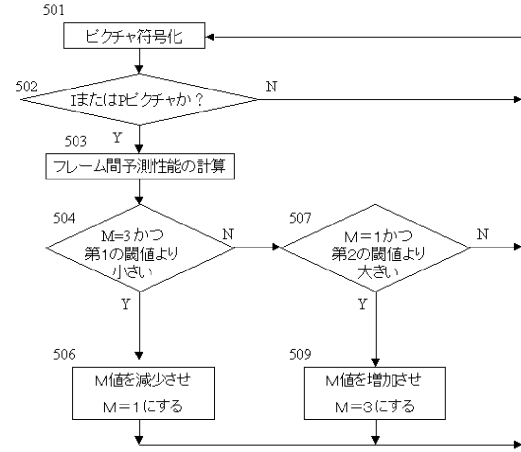 501
ピクチャ符号化
502
IまたはPピクチャか？
N
Y
503
フレーム間予測性能の計算
504
M=3かつ
第1の閾値より
小さい
N
507
M＝1かつ
第2の閾値より
大きい
N
Y
Y
506
M値を減少させ
M＝1にする
509
M値を増加させ
M＝3にする